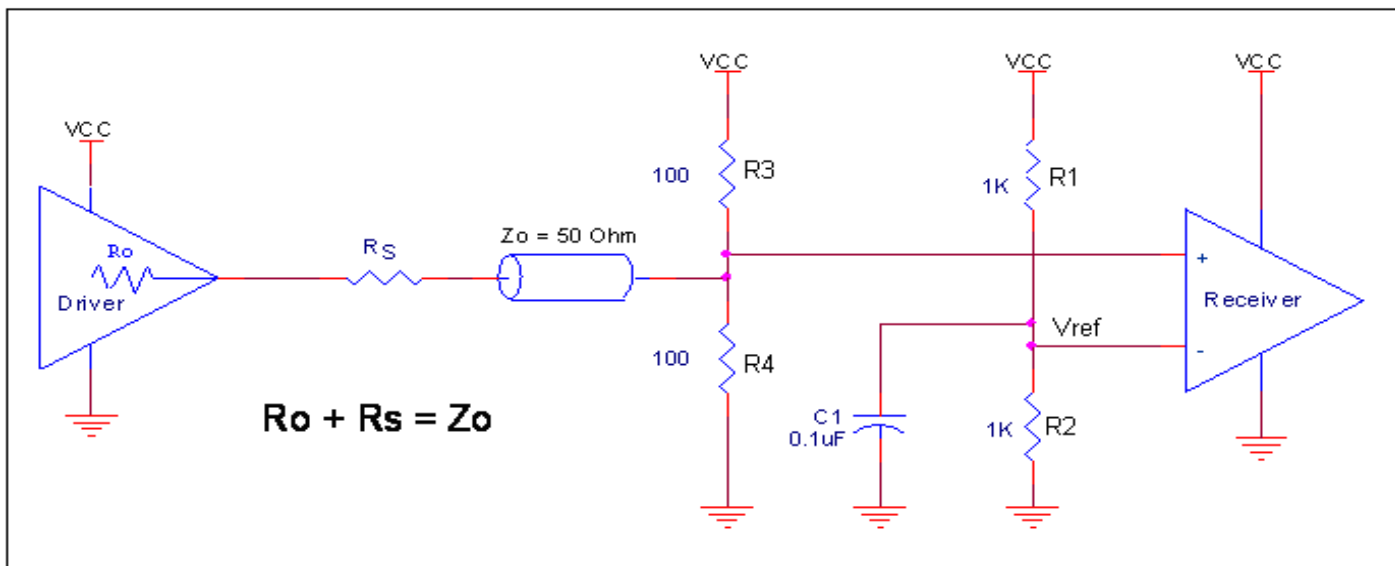 VCC
VCC
VCC
VCC
100
R3
1K
R1
Zo = 50 Ohm
Ro
RS
+
Driver
Receiver
Vref
-
100
R4
C1
0.1uF
1K
R2
Ro + Rs = Zo